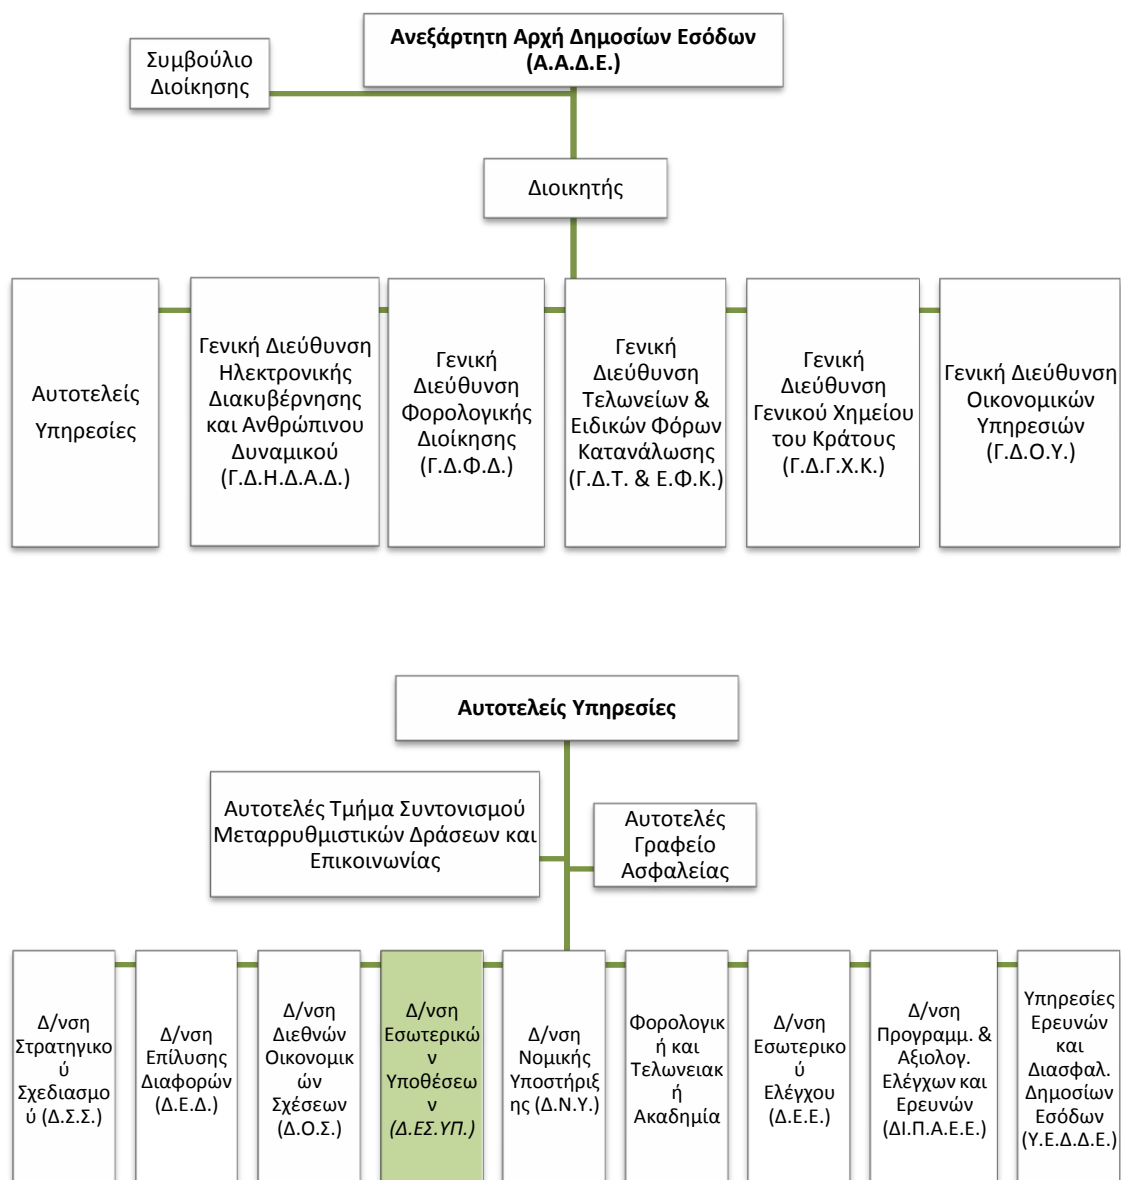 Ανεξάρτητη Αρχή Δημοσίων Εσόδων
(Α.Α.Δ.Ε.)
Συμβούλιο
Διοίκησης
Διοικητής
Αυτοτελείς
Υπηρεσίες
Γενική Διεύθυνση
Ηλεκτρονικής
Διακυβέρνησης
και Ανθρώπινου
Δυναμικού
(Γ.Δ.Η.Δ.Α.Δ.)
Γενική
Διεύθυνση
Φορολογικής
Διοίκησης
(Γ.Δ.Φ.Δ.)
Γενική
Διεύθυνση
Τελωνείων &
Ειδικών Φόρων
Κατανάλωσης
(Γ.Δ.Τ. & Ε.Φ.Κ.)
Γενική
Διεύθυνση
Γενικού Χημείου
του Κράτους
(Γ.Δ.Γ.Χ.Κ.)
Γενική Διεύθυνση
Οικονομικών
Υπηρεσιών
(Γ.Δ.Ο.Υ.)
Αυτοτελείς Υπηρεσίες
Αυτοτελές Τμήμα Συντονισμού
Μεταρρυθμιστικών Δράσεων και
Επικοινωνίας
Αυτοτελές
Γραφείο
Ασφαλείας
Δ/νση
Στρατηγικο
ύ
Σχεδιασμο
ύ (Δ.Σ.Σ.)
Δ/νση
Επίλυσης
Διαφορών
(Δ.Ε.Δ.)
Δ/νση
Διεθνών
Οικονομικ
ών
Σχέσεων
(Δ.Ο.Σ.)
Δ/νση
Εσωτερικώ
ν
Υποθέσεω
ν
(Δ.ΕΣ.ΥΠ.)
Δ/νση
Νομικής
Υποστήριξ
ης (Δ.Ν.Υ.)
Φορολογικ
ή και
Τελωνειακ
ή
Ακαδημία
Δ/νση
Εσωτερικο
ύ
Ελέγχου
(Δ.Ε.Ε.)
Δ/νση
Προγραμμ. &
Αξιολογ.
Ελέγχων και
Ερευνών
(ΔΙ.Π.Α.Ε.Ε.)
Υπηρεσίες
Ερευνών
και
Διασφαλ.
Δημοσίων
Εσόδων
(Υ.Ε.Δ.Δ.Ε.)